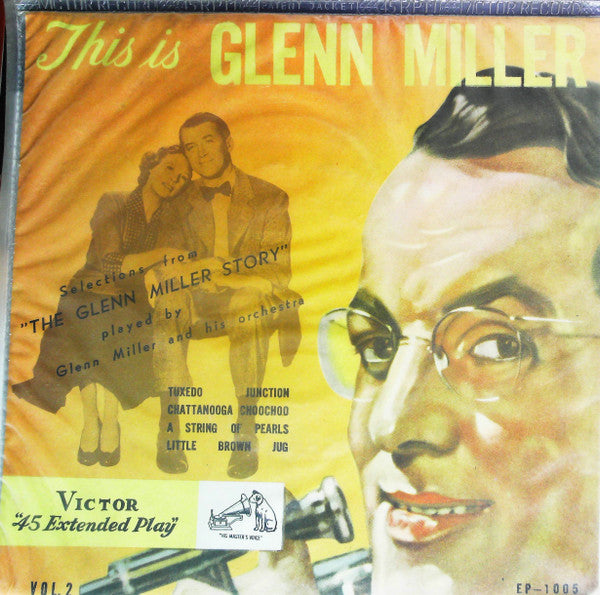 This is GLENN MILLER
Selections from
"THE GLENN MILLER STORY"
played by
Glenn Miller and his orchestra
TUXEDO JUNCTION
CHATTANOOGA CHOOCHOO
A STRING OF PEARLS
LITTLE BROWN JUG
VICTOR
"45 Extended Play"
"HIS MASTER'S VOICE"
VOL.2
EP-1005